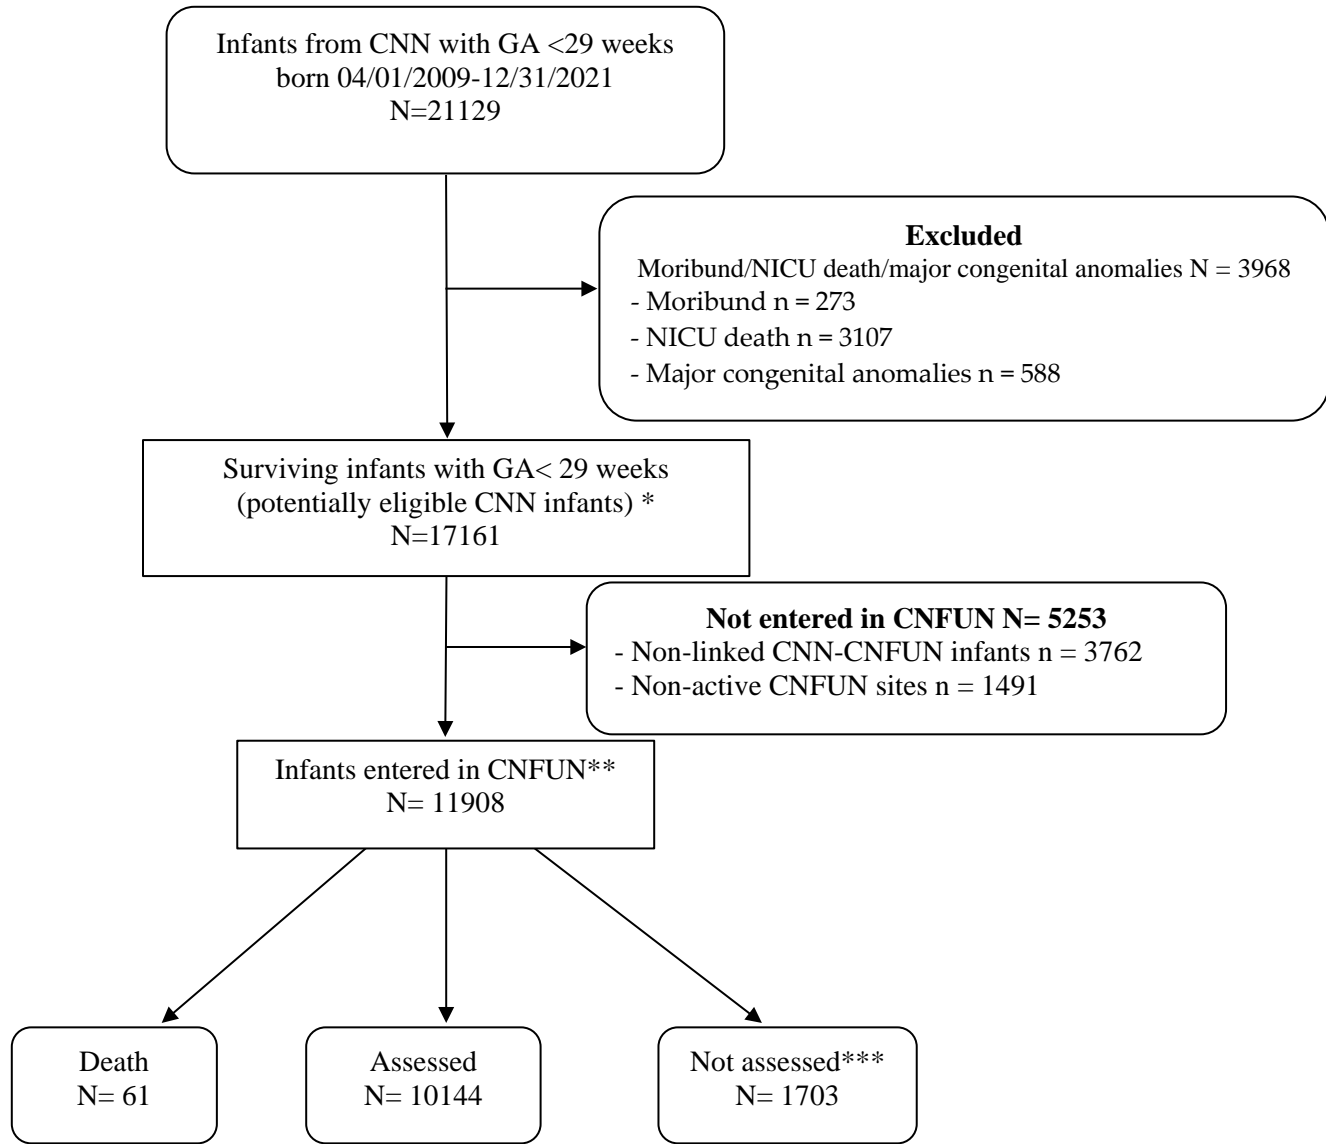 Infants from CNN with GA <29 weeks
born 04/01/2009-12/31/2021
N=21129
Excluded
Moribund/NICU death/major congenital anomalies N = 3968
- Moribund n = 273
- NICU death n = 3107
- Major congenital anomalies n = 588
Surviving infants with GA< 29 weeks
(potentially eligible CNN infants) *
N=17161
Not entered in CNFUN N= 5253
- Non-linked CNN-CNFUN infants n = 3762
- Non-active CNFUN sites n = 1491
Infants entered in CNFUN**
N= 11908
Death
N= 61
Assessed
N= 10144
Not assessed***
N= 1703